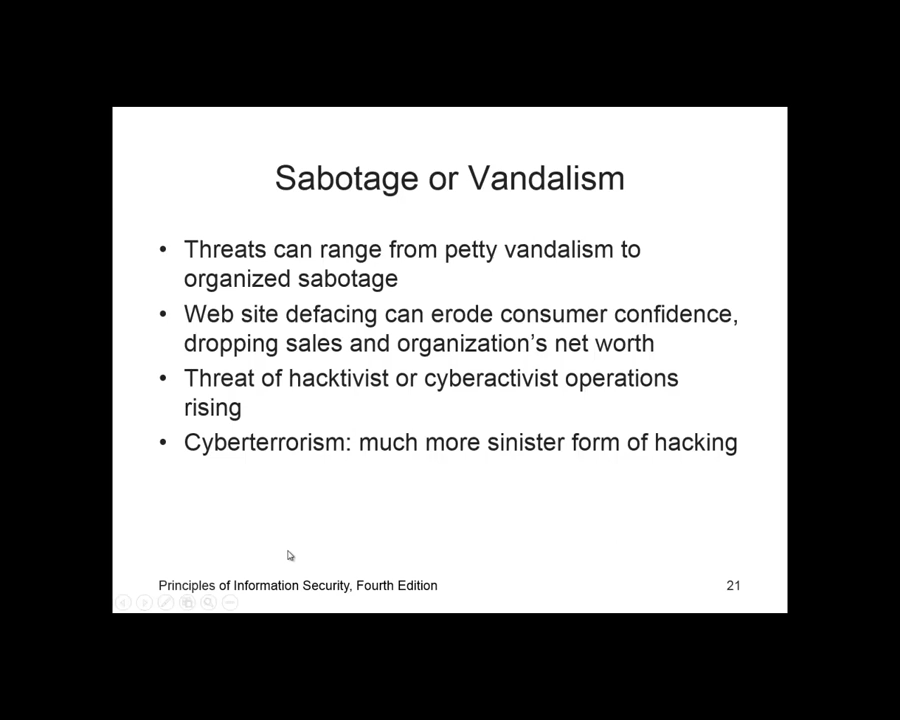 Sabotage or Vandalism
• Threats can range from petty vandalism to
organized sabotage
• Web site defacing can erode consumer confidence,
dropping sales and organization’s net worth
• Threat of hacktivist or cyberactivist operations
rising
• Cyberterrorism: much more sinister form of hacking
Principles of Information Security, Fourth Edition
21